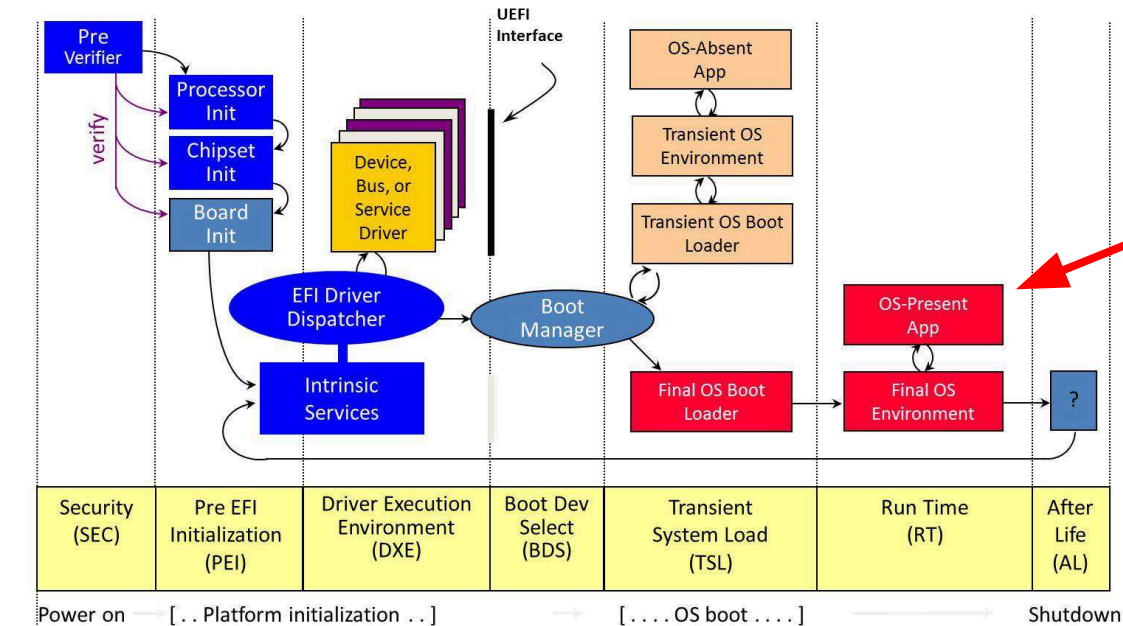 UEFI
Interface
Pre
Verifier
verify
Processor
Init
Chipset
Init
Board
Init
Device,
Bus, or
Service
Driver
EFI Driver
Dispatcher
Intrinsic
Services
Boot
Manager
OS-Absent
App
Transient OS
Environment
Transient OS Boot
Loader
Final OS Boot
Loader
OS-Present
App
Final OS
Environment
?
Security
(SEC)
Pre EFI
Initialization
(PEI)
Driver Execution
Environment
(DXE)
Boot Dev
Select
(BDS)
Transient
System Load
(TSL)
Run Time
(RT)
After
Life
(AL)
Power on
[ . . Platform initialization . . ]
[ . . . . OS boot . . . . ]
Shutdown